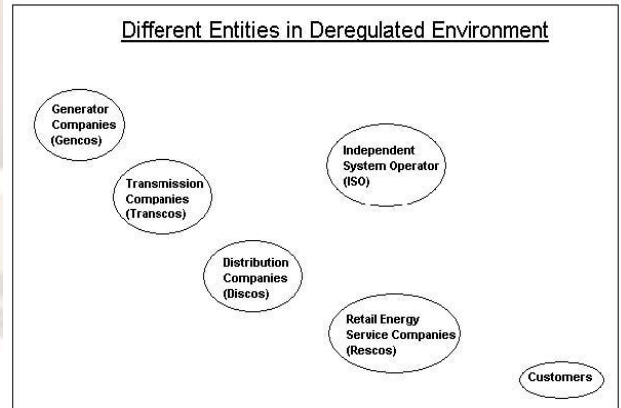 Different Entities in Deregulated Environment
Generator
Companies
(Gencos)
Independent
System Operator
(ISO)
Transmission
Companies
(Transcos)
Distribution
Companies
(Discos)
Retail Energy
Service Companies
(Rescos)
Customers